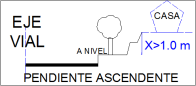 EJE
VIAL
CASA
A NIVEL
X>1.0 m
PENDIENTE ASCENDENTE